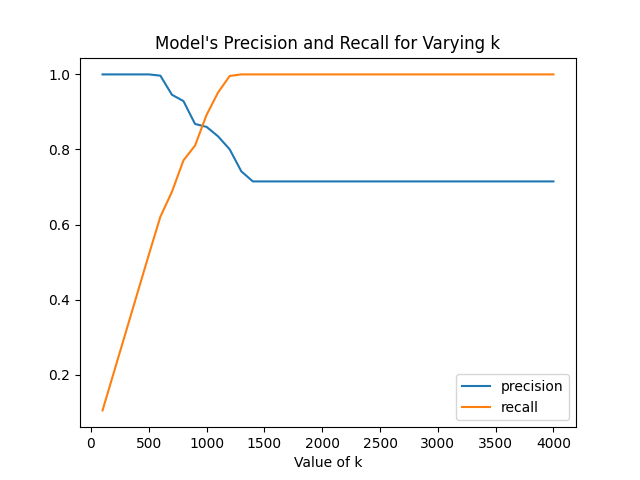 Model's Precision and Recall for Varying k
1.0
0.8
0.6
0.4
0.2
precision
recall
0 500 1000 1500 2000 2500 3000 3500 4000
Value of k